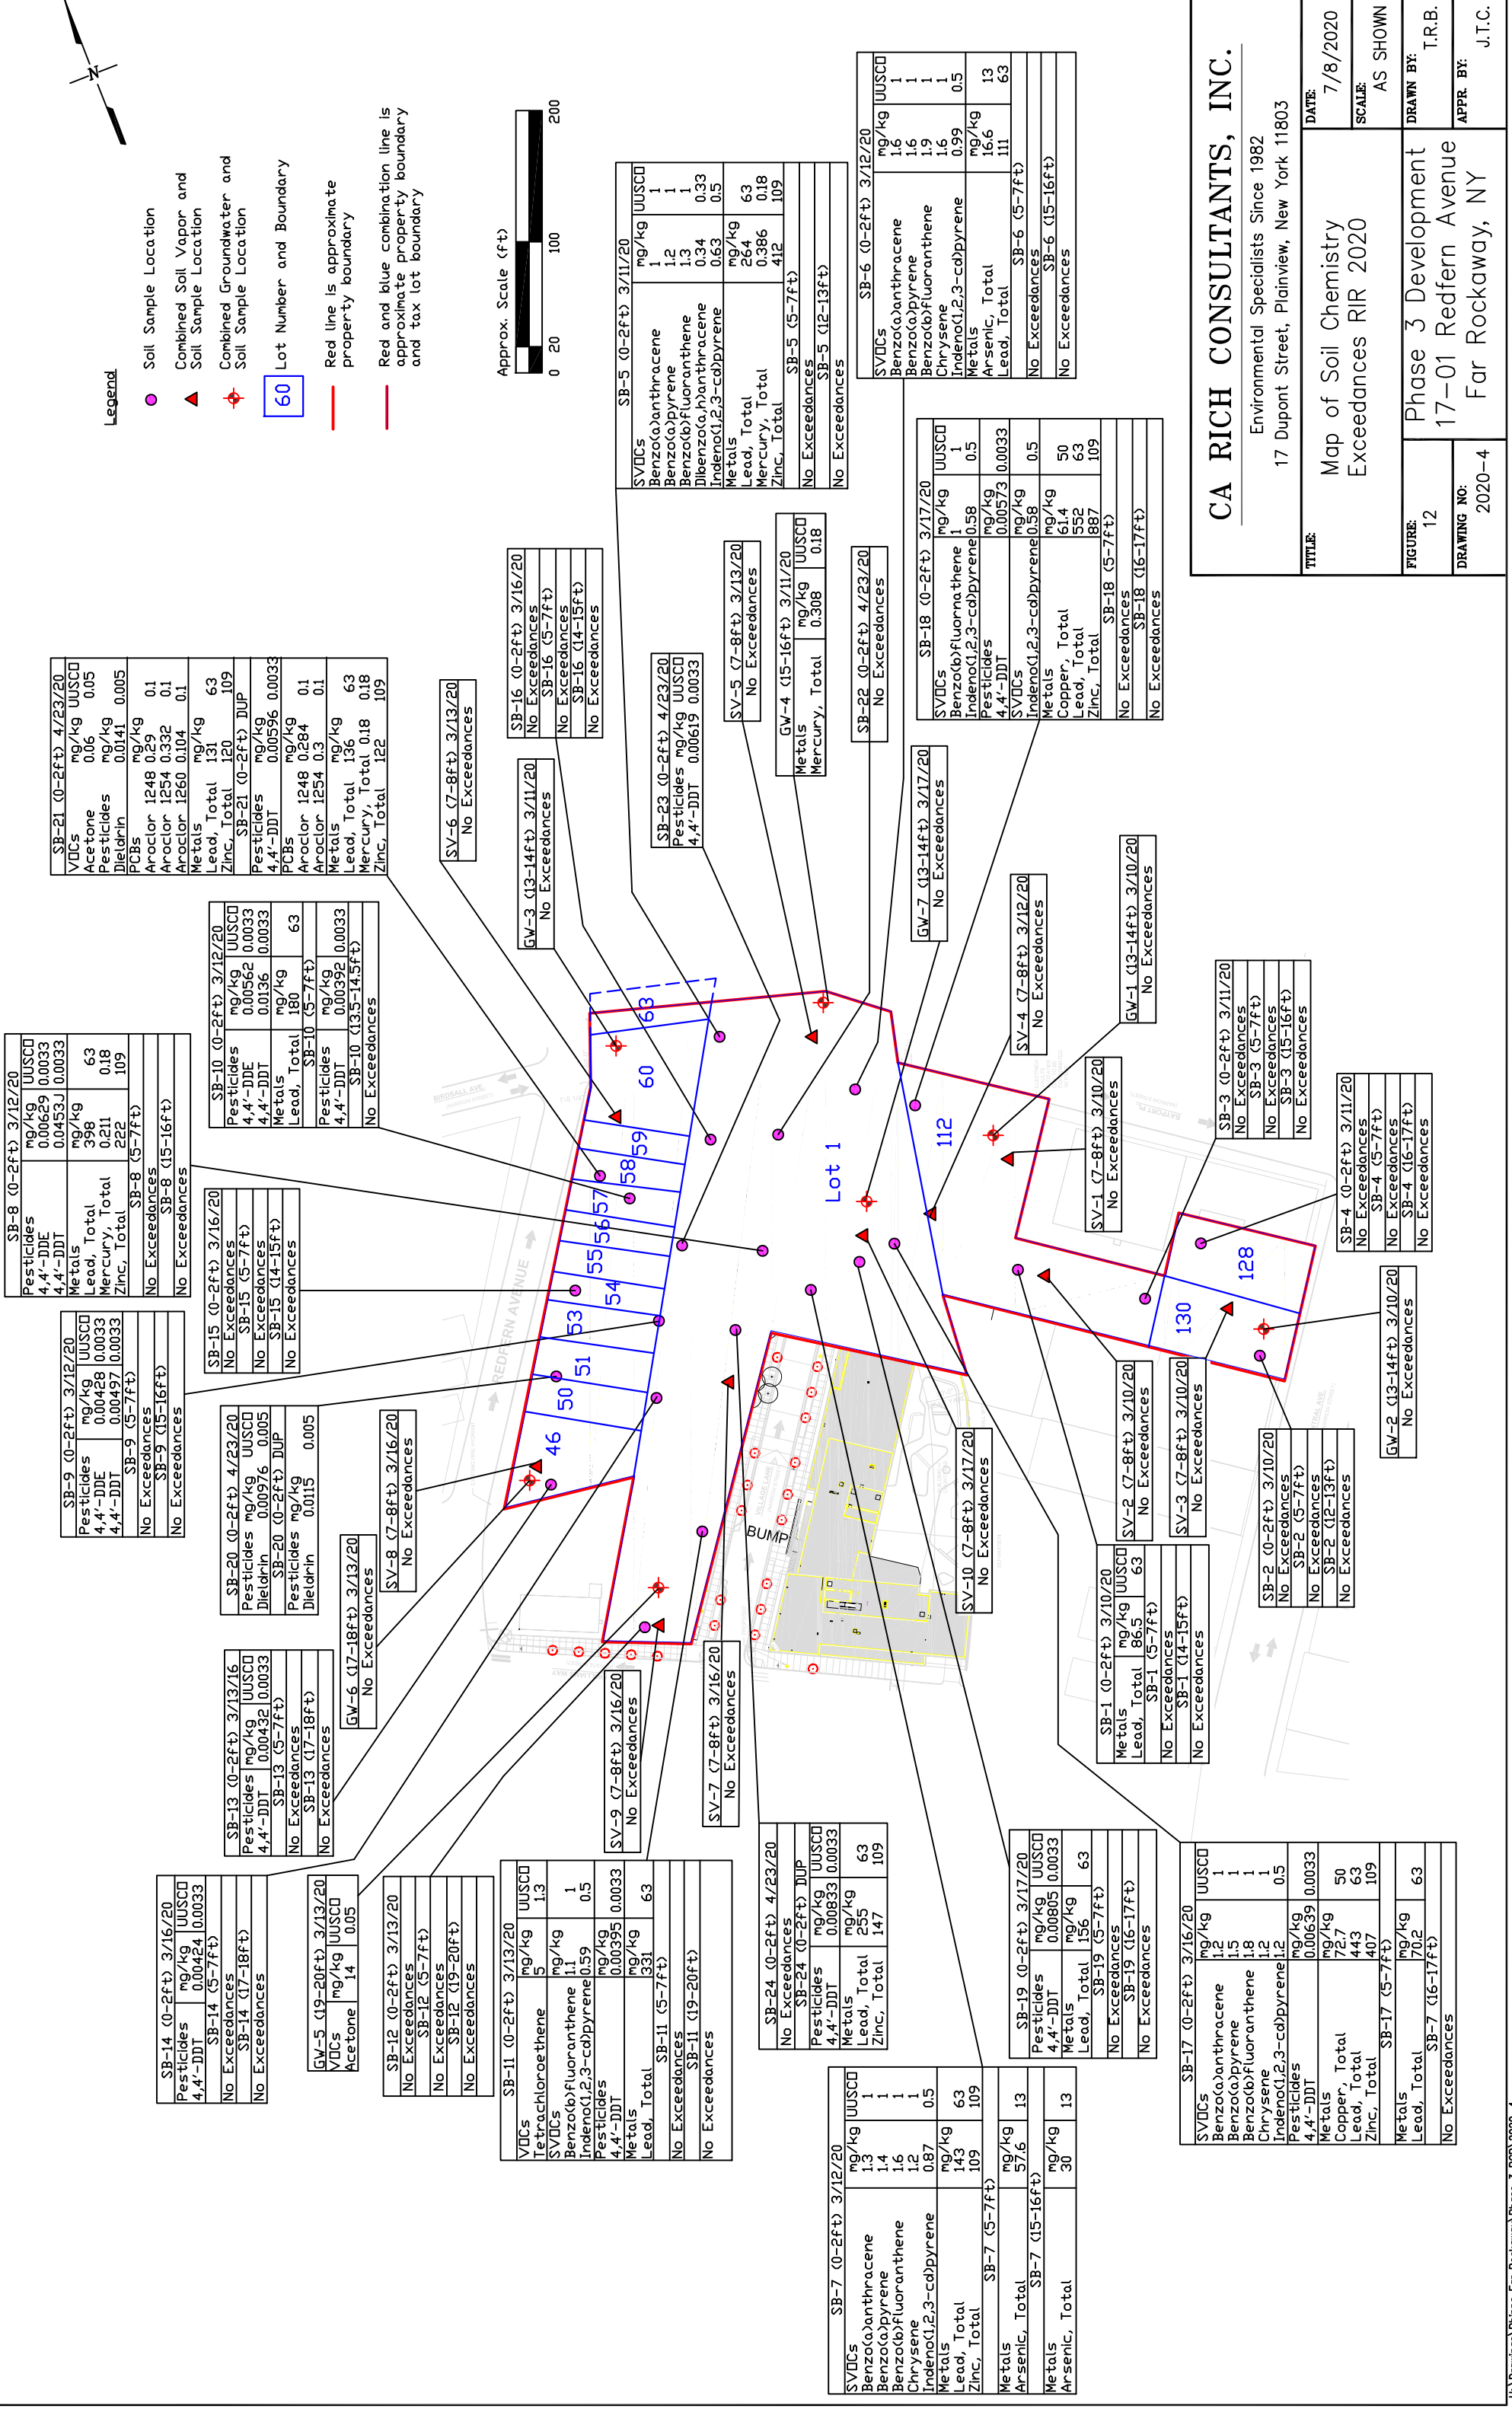 SB-21 (0-2ft) 4/23/20
VOCs mg/kg UUSCO
Acetone 0.06 0.05
Pesticides mg/kg
Dieldrin 0.0141 0.005
PCBs mg/kg
Aroclor 1248 0.29 0.1
Aroclor 1254 0.332 0.1
Aroclor 1260 0.104 0.1
Metals mg/kg
Lead, Total 131 63
Zinc, Total 120 109
SB-21 (0-2ft) DUP
Pesticides mg/kg
4,4'-DDT 0.00596 0.0033
PCBs mg/kg
Aroclor 1248 0.284 0.1
Aroclor 1254 0.3 0.1
Metals mg/kg
Lead, Total 136 63
Mercury, Total 0.18 0.18
Zinc, Total 122 109
SB-10 (0-2ft) 3/12/20
Pesticides mg/kg UUSCO
4,4'-DDE 0.00562 0.0033
4,4'-DDT 0.0136 0.0033
Metals mg/kg
Lead, Total 180 63
SB-10 (5-7ft)
Pesticides mg/kg
4,4'-DDT 0.00392 0.0033
SB-10 (13.5-14.5ft)
No Exceedances
SB-8 (0-2ft) 3/12/20
Pesticides mg/kg UUSCO
4,4'-DDE 0.00629 0.0033
4,4'-DDT 0.0453J 0.0033
Metals mg/kg
Lead, Total 398 63
Mercury, Total 0.211 0.18
Zinc, Total 222 109
SB-8 (5-7ft)
No Exceedances
SB-8 (15-16ft)
No Exceedances
SB-15 (0-2ft) 3/16/20
No Exceedances
SB-15 (5-7ft)
No Exceedances
SB-15 (14-15ft)
No Exceedances
SB-9 (0-2ft) 3/12/20
Pesticides mg/kg UUSCO
4,4'-DDE 0.00428 0.0033
4,4'-DDT 0.00497 0.0033
SB-9 (5-7ft)
No Exceedances
SB-9 (15-16ft)
No Exceedances
SB-20 (0-2ft) 4/23/20
Pesticides mg/kg UUSCO
Dieldrin 0.00976 0.005
SB-20 (0-2ft) DUP
Pesticides mg/kg
Dieldrin 0.0115 0.005
SV-8 (7-8ft) 3/16/20
No Exceedances
GW-6 (17-18ft) 3/13/20
No Exceedances
SB-13 (0-2ft) 3/13/16
Pesticides mg/kg UUSCO
4,4'-DDT 0.00432 0.0033
SB-13 (5-7ft)
No Exceedances
SB-13 (17-18ft)
No Exceedances
SB-14 (0-2ft) 3/16/20
Pesticides mg/kg UUSCO
4,4'-DDT 0.00424 0.0033
SB-14 (5-7ft)
No Exceedances
SB-14 (17-18ft)
No Exceedances
GW-5 (19-20ft) 3/13/20
VOCs mg/kg UUSCO
Acetone 14 0.05
SB-12 (0-2ft) 3/13/20
No Exceedances
SB-12 (5-7ft)
No Exceedances
SB-12 (19-20ft)
No Exceedances
SB-11 (0-2ft) 3/13/20
VOCs mg/kg UUSCO
Tetrachloroethene 5 1.3
SVOCs mg/kg
Benzo(b)fluoranthene 1.1 1
Indeno(1,2,3-cd)pyrene 0.59 0.5
Pesticides mg/kg
4,4'-DDT 0.00395 0.0033
Metals mg/kg
Lead, Total 331 63
SB-11 (5-7ft)
No Exceedances
SB-11 (19-20ft)
No Exceedances
SV-9 (7-8ft) 3/16/20
No Exceedances
SV-7 (7-8ft) 3/16/20
No Exceedances
SB-24 (0-2ft) 4/23/20
No Exceedances
SB-24 (0-2ft) DUP
Pesticides mg/kg UUSCO
4,4'-DDT 0.00833 0.0033
Metals mg/kg
Lead, Total 255 63
Zinc, Total 147 109
SB-7 (0-2ft) 3/12/20
SVOCs mg/kg UUSCO
Benzo(a)anthracene 1.3 1
Benzo(a)pyrene 1.4 1
Benzo(b)fluoranthene 1.6 1
Chrysene 1.2 1
Indeno(1,2,3-cd)pyrene 0.87 0.5
Metals mg/kg
Lead, Total 143 63
Zinc, Total 109 109
SB-7 (5-7ft)
Metals mg/kg
Arsenic, Total 57.6 13
SB-7 (15-16ft)
Metals mg/kg
Arsenic, Total 30 13
SB-19 (0-2ft) 3/17/20
Pesticides mg/kg UUSCO
4,4'-DDT 0.00805 0.0033
Metals mg/kg
Lead, Total 156 63
SB-19 (5-7ft)
No Exceedances
SB-19 (16-17ft)
No Exceedances
SB-17 (0-2ft) 3/16/20
SVOCs mg/kg UUSCO
Benzo(a)anthracene 1.2 1
Benzo(a)pyrene 1.5 1
Benzo(b)fluoranthene 1.8 1
Chrysene 1.2 1
Indeno(1,2,3-cd)pyrene 1.2 0.5
Pesticides mg/kg
4,4'-DDT 0.00639 0.0033
Metals mg/kg
Copper, Total 72.7 50
Lead, Total 443 63
Zinc, Total 407 109
SB-17 (5-7ft)
Metals mg/kg
Lead, Total 70.2 63
SB-7 (16-17ft)
No Exceedances
SB-1 (0-2ft) 3/10/20
Metals mg/kg UUSCO
Lead, Total 86.5 63
SB-1 (5-7ft)
No Exceedances
SB-1 (14-15ft)
No Exceedances
SV-10 (7-8ft) 3/17/20
No Exceedances
SV-2 (7-8ft) 3/10/20
No Exceedances
SV-3 (7-8ft) 3/10/20
No Exceedances
SB-2 (0-2ft) 3/10/20
No Exceedances
SB-2 (5-7ft)
No Exceedances
SB-2 (12-13ft)
No Exceedances
GW-2 (13-14ft) 3/10/20
No Exceedances
SB-4 (0-2ft) 3/11/20
No Exceedances
SB-4 (5-7ft)
No Exceedances
SB-4 (16-17ft)
No Exceedances
SB-3 (0-2ft) 3/11/20
No Exceedances
SB-3 (5-7ft)
No Exceedances
SB-3 (15-16ft)
No Exceedances
SV-1 (7-8ft) 3/10/20
No Exceedances
GW-1 (13-14ft) 3/10/20
No Exceedances
SV-4 (7-8ft) 3/12/20
No Exceedances
GW-7 (13-14ft) 3/17/20
No Exceedances
SB-18 (0-2ft) 3/17/20
SVOCs mg/kg UUSCO
Benzo(b)fluornathene 1 1
Indeno(1,2,3-cd)pyrene 0.58 0.5
Pesticides mg/kg
4,4'-DDT 0.00573 0.0033
SVOCs mg/kg
Indeno(1,2,3-cd)pyrene 0.58 0.5
Metals mg/kg
Copper, Total 61.4 50
Lead, Total 552 63
Zinc, Total 887 109
SB-18 (5-7ft)
No Exceedances
SB-18 (16-17ft)
No Exceedances
SB-22 (0-2ft) 4/23/20
No Exceedances
GW-4 (15-16ft) 3/11/20
Metals mg/kg UUSCO
Mercury, Total 0.308 0.18
SV-5 (7-8ft) 3/13/20
No Exceedances
SB-23 (0-2ft) 4/23/20
Pesticides mg/kg UUSCO
4,4'-DDT 0.00619 0.0033
SB-16 (0-2ft) 3/16/20
No Exceedances
SB-16 (5-7ft)
No Exceedances
SB-16 (14-15ft)
No Exceedances
GW-3 (13-14ft) 3/11/20
No Exceedances
SV-6 (7-8ft) 3/13/20
No Exceedances
SB-5 (0-2ft) 3/11/20
SVOCs mg/kg UUSCO
Benzo(a)anthracene 1 1
Benzo(a)pyrene 1.2 1
Benzo(b)fluoranthene 1.3 1
Dibenzo(a,h)anthracene 0.34 0.33
Indeno(1,2,3-cd)pyrene 0.63 0.5
Metals mg/kg
Lead, Total 264 63
Mercury, Total 0.386 0.18
Zinc, Total 412 109
SB-5 (5-7ft)
No Exceedances
SB-5 (12-13ft)
No Exceedances
SB-6 (0-2ft) 3/12/20
SVOCs mg/kg UUSCO
Benzo(a)anthracene 1.6 1
Benzo(a)pyrene 1.6 1
Benzo(b)fluoranthene 1.9 1
Chrysene 1.6 1
Indeno(1,2,3-cd)pyrene 0.99 0.5
Metals mg/kg
Arsenic, Total 16.6 13
Lead, Total 111 63
SB-6 (5-7ft)
No Exceedances
SB-6 (15-16ft)
No Exceedances
REDFERN AVENUE
BUMP
46
50
51
53
54
55
56
57
58
59
60
63
Lot 1
112
128
130
N
Legend
Soil Sample Location
Combined Soil Vapor and
Soil Sample Location
Combined Groundwater and
Soil Sample Location
60 Lot Number and Boundary
Red line is approximate
property boundary
Red and blue combination line is
approximate property boundary
and tax lot boundary
Approx. Scale (ft)
0 20 100 200
CA RICH CONSULTANTS, INC.
Environmental Specialists Since 1982
17 Dupont Street, Plainview, New York 11803
TITLE:
Map of Soil Chemistry
Exceedances RIR 2020
DATE:
7/8/2020
SCALE:
AS SHOWN
FIGURE:
12
DRAWING NO:
2020-4
Phase 3 Development
17-01 Redfern Avenue
Far Rockaway, NY
DRAWN BY:
T.R.B.
APPR. BY:
J.T.C.